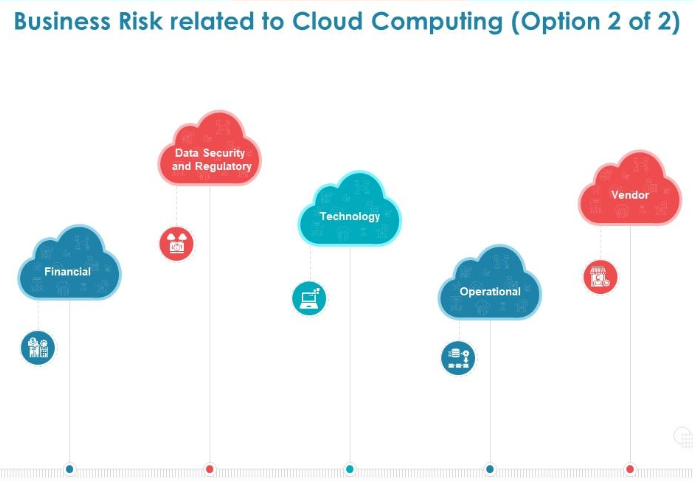 Business Risk related to Cloud Computing (Option 2 of 2)
Data Security
and Regulatory
Vendor
Technology
Financial
Operational